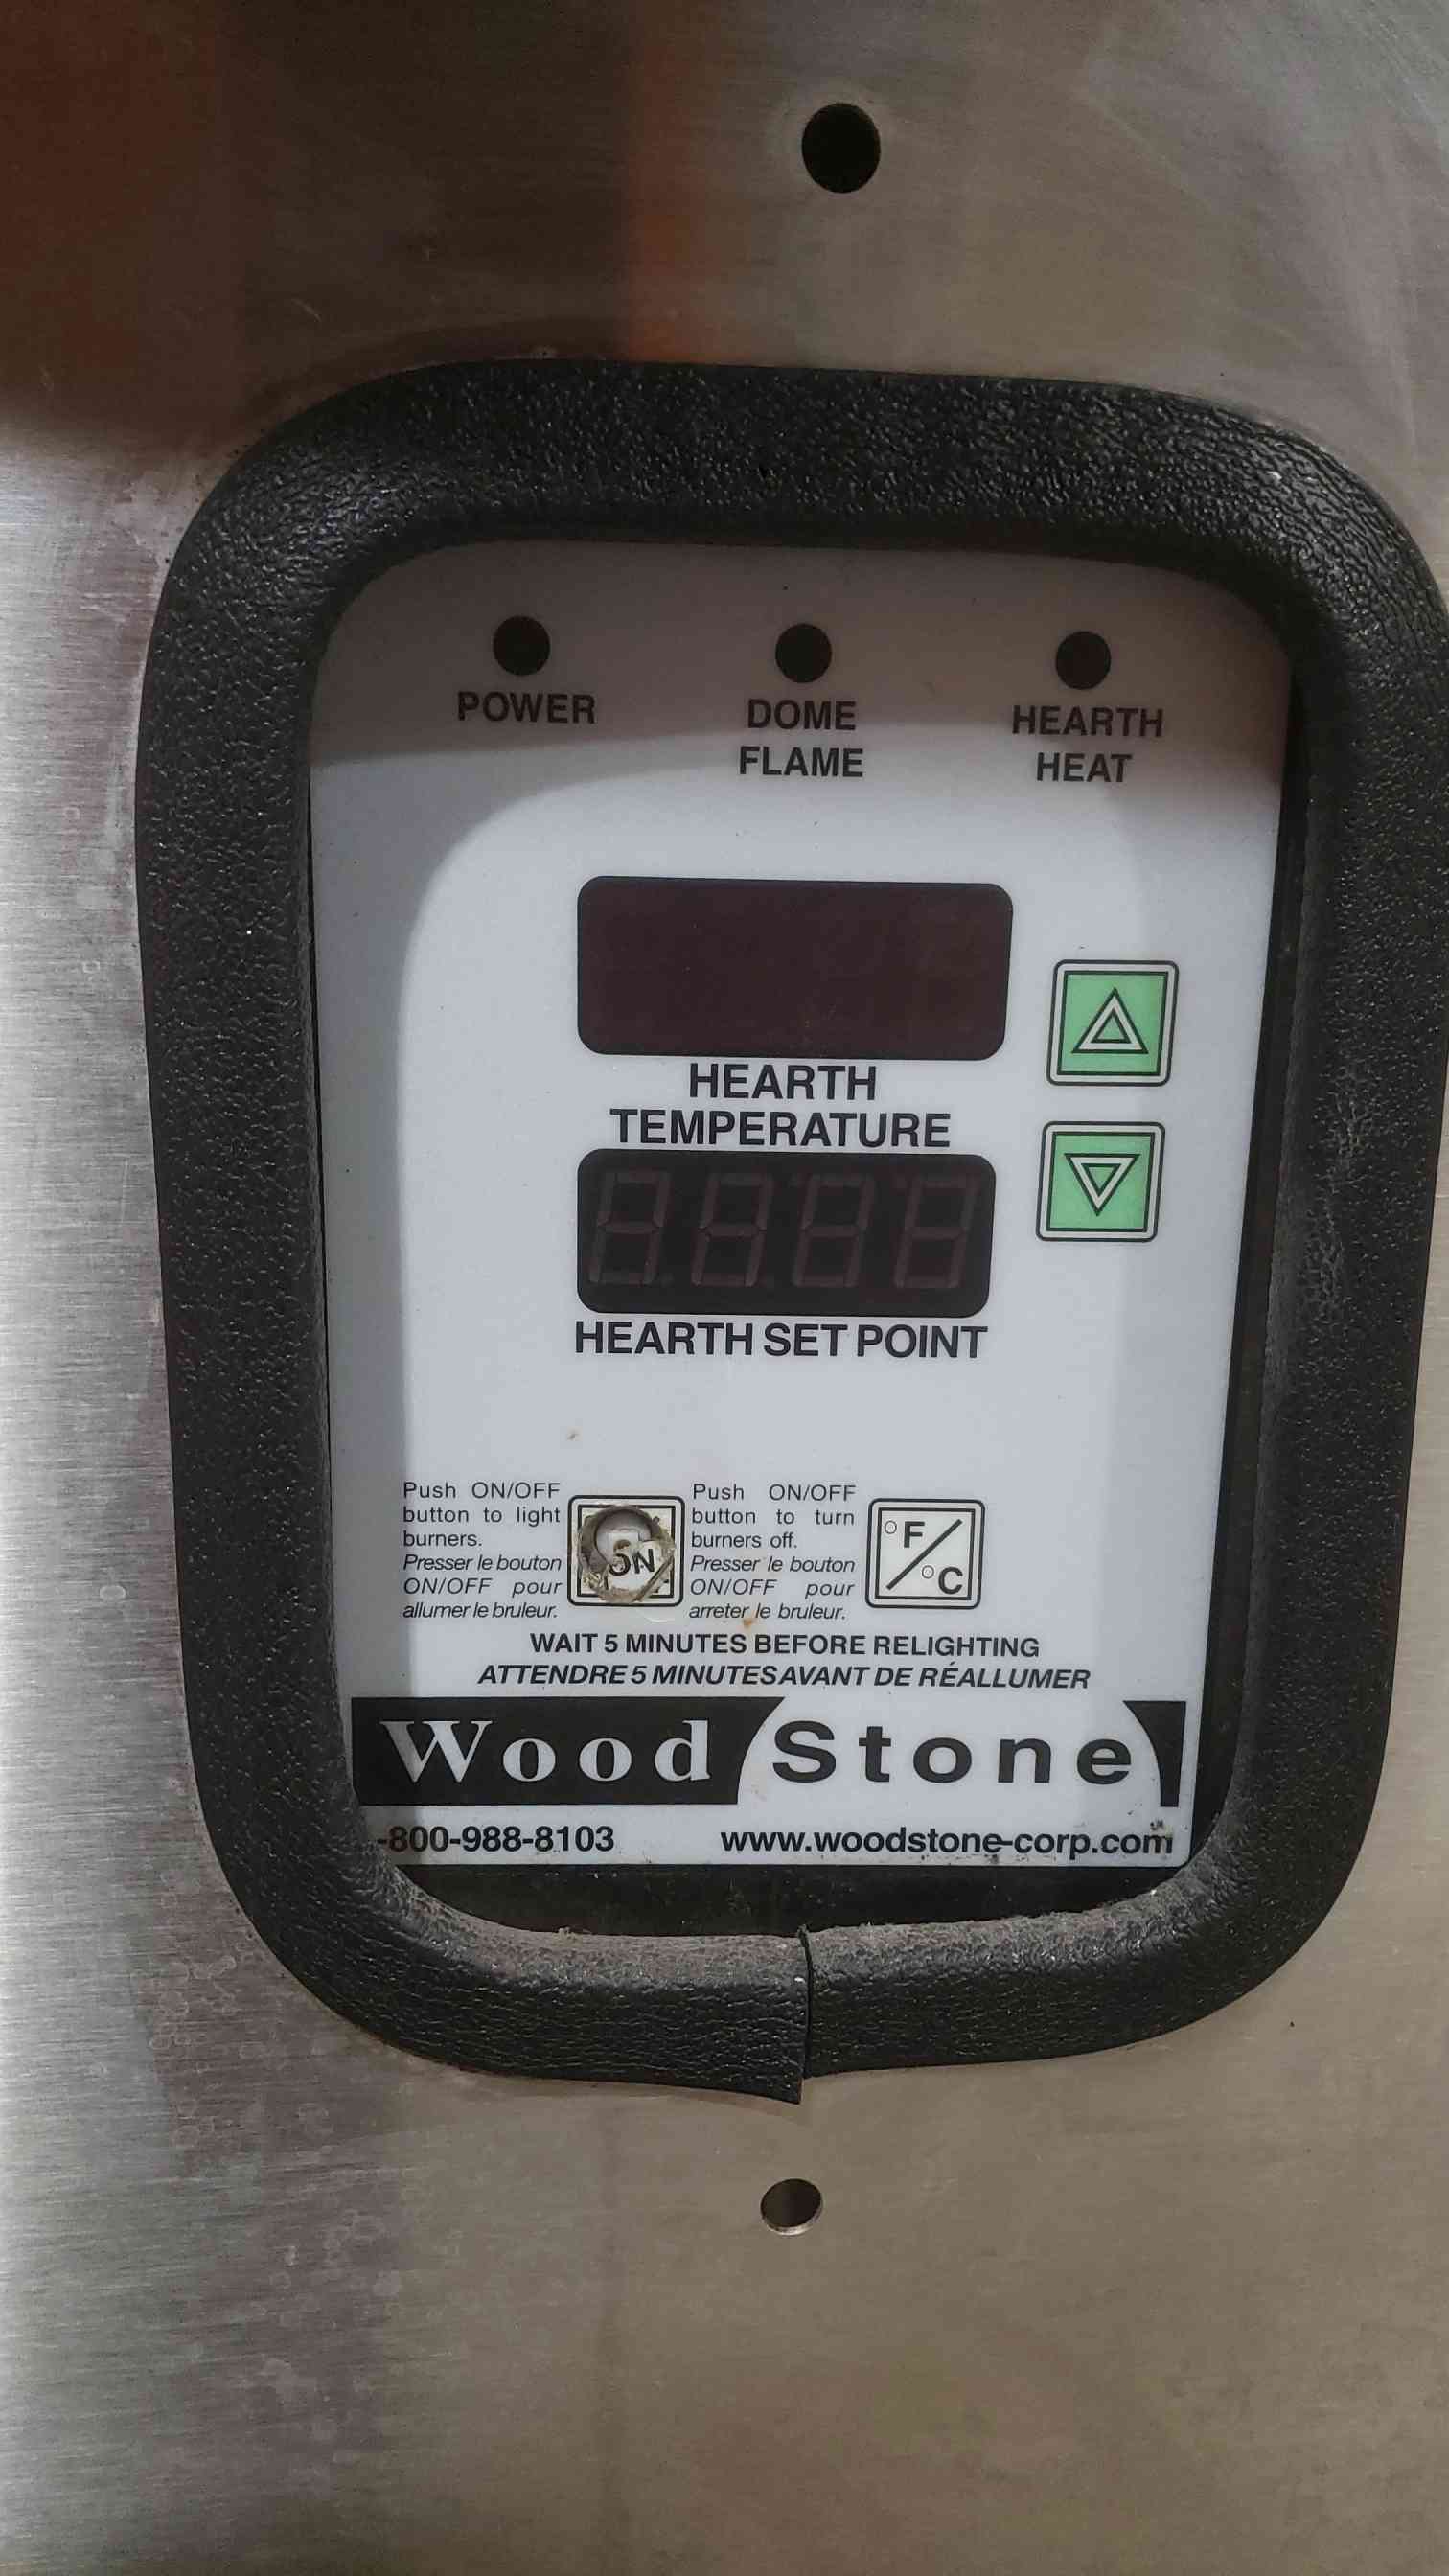 POWER
DOME
FLAME
HEARTH
HEAT
HEARTH
TEMPERATURE
HEARTH SET POINT
Push ON/OFF
button to light
burners.
Presser le bouton
ON/OFF pour
allumer le bruleur.
ON
Push ON/OFF
button to turn
burners off.
Presser le bouton
ON/OFF pour
arreter le bruleur.
°F/°C
WAIT 5 MINUTES BEFORE RELIGHTING
ATTENDRE 5 MINUTES AVANT DE RÉALLUMER
Wood Stone
-800-988-8103
www.woodstone-corp.com